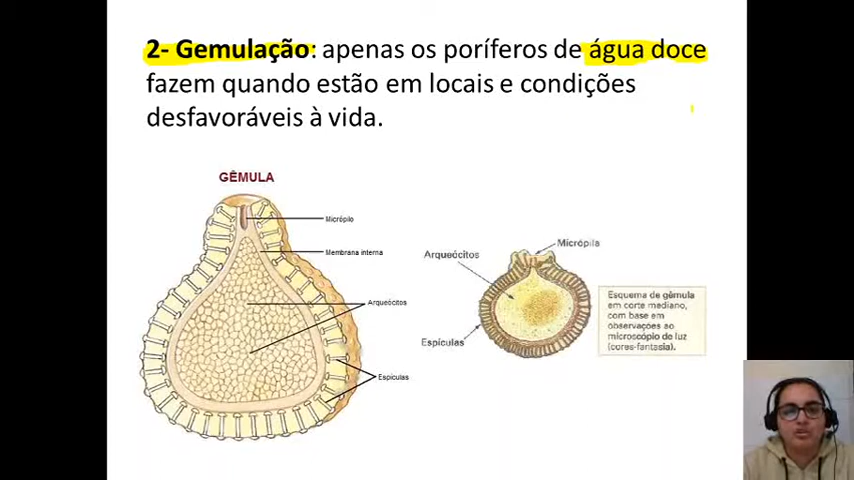 2- Gemulação: apenas os poríferos de água doce
fazem quando estão em locais e condições
desfavoráveis à vida.
GÊMULA
Micrópilo
Membrana interna
Arqueócitos
Espículas
Arqueócitos
Micrópila
Espículas
Esquema de gêmula
em corte mediano,
com base em
observações ao
microscópio de luz
(cores-fantasia).